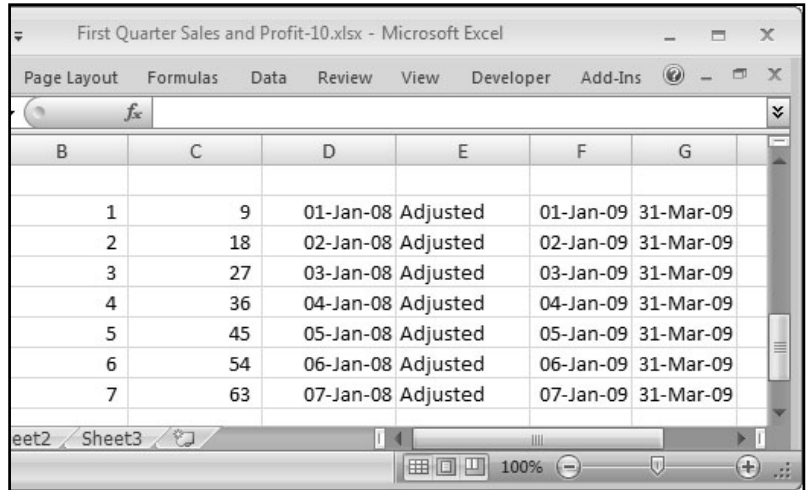 First Quarter Sales and Profit-10.xlsx - Microsoft Excel
Page Layout Formulas Data Review View Developer Add-Ins
fx
B C D E F G
1 9 01-Jan-08 Adjusted 01-Jan-09 31-Mar-09
2 18 02-Jan-08 Adjusted 02-Jan-09 31-Mar-09
3 27 03-Jan-08 Adjusted 03-Jan-09 31-Mar-09
4 36 04-Jan-08 Adjusted 04-Jan-09 31-Mar-09
5 45 05-Jan-08 Adjusted 05-Jan-09 31-Mar-09
6 54 06-Jan-08 Adjusted 06-Jan-09 31-Mar-09
7 63 07-Jan-08 Adjusted 07-Jan-09 31-Mar-09
eet2 Sheet3
100%